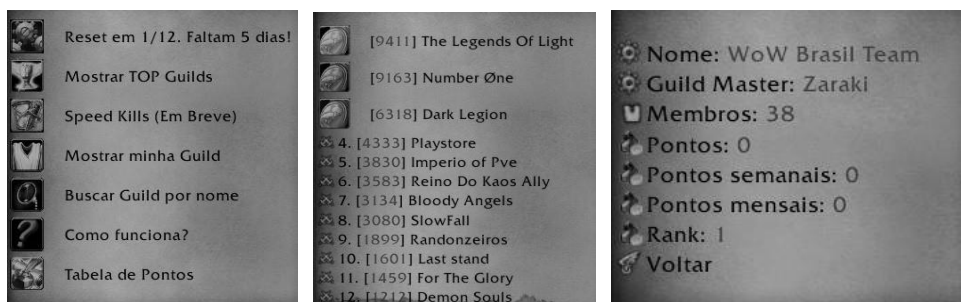 Reset em 1/12. Faltam 5 dias!
Mostrar TOP Guilds
Speed Kills (Em Breve)
Mostrar minha Guild
Buscar Guild por nome
Como funciona?
Tabela de Pontos
[9411] The Legends Of Light
[9163] Number Øne
[6318] Dark Legion
4. [4333] Playstore
5. [3830] Imperio of Pve
6. [3583] Reino Do Kaos Ally
7. [3134] Bloody Angels
8. [3080] SlowFall
9. [1899] Randonzeiros
10. [1601] Last stand
11. [1459] For The Glory
12. [1212] Demon Souls
Nome: WoW Brasil Team
Guild Master: Zaraki
Membros: 38
Pontos: 0
Pontos semanais: 0
Pontos mensais: 0
Rank: 1
Voltar